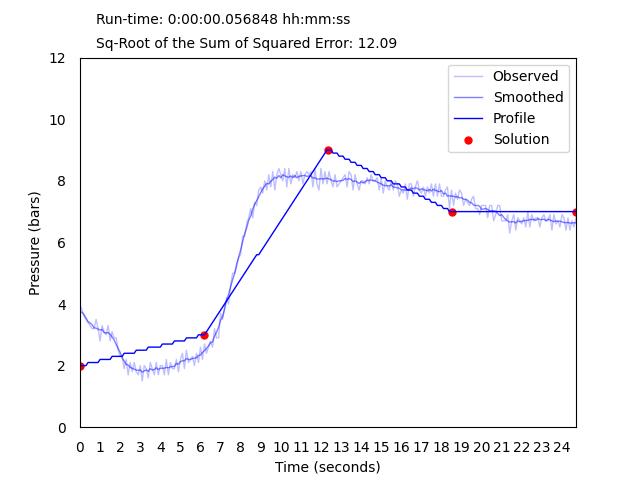 Run-time: 0:00:00.056848 hh:mm:ss
Sq-Root of the Sum of Squared Error: 12.09
Observed
Smoothed
Profile
Solution
12
10
8
6
4
2
0
Pressure (bars)
0 1 2 3 4 5 6 7 8 9 10 11 12 13 14 15 16 17 18 19 20 21 22 23 24
Time (seconds)